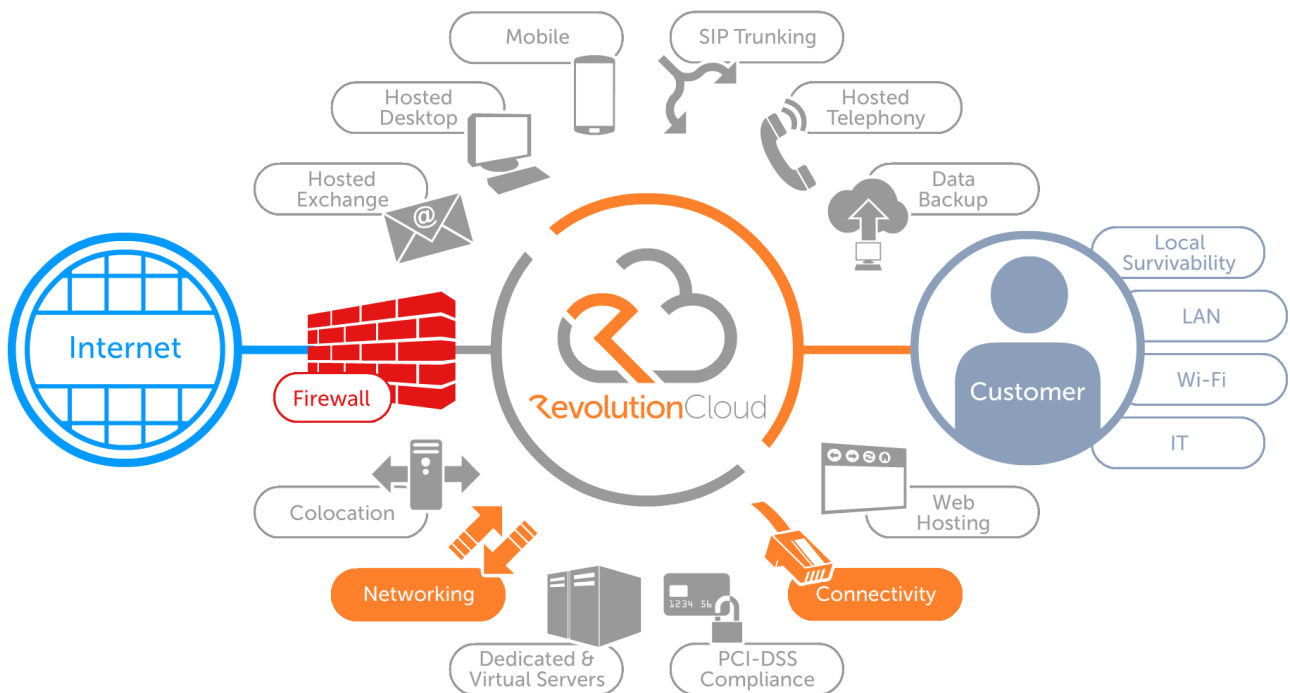 Mobile
SIP Trunking
Hosted
Desktop
Hosted
Telephony
Hosted
Exchange
@
Data
Backup
Local
Survivability
LAN
Wi-Fi
IT
Internet
Firewall
RevolutionCloud
Customer
Colocation
Web
Hosting
Networking
Connectivity
1234 56
Dedicated &
Virtual Servers
PCI-DSS
Compliance